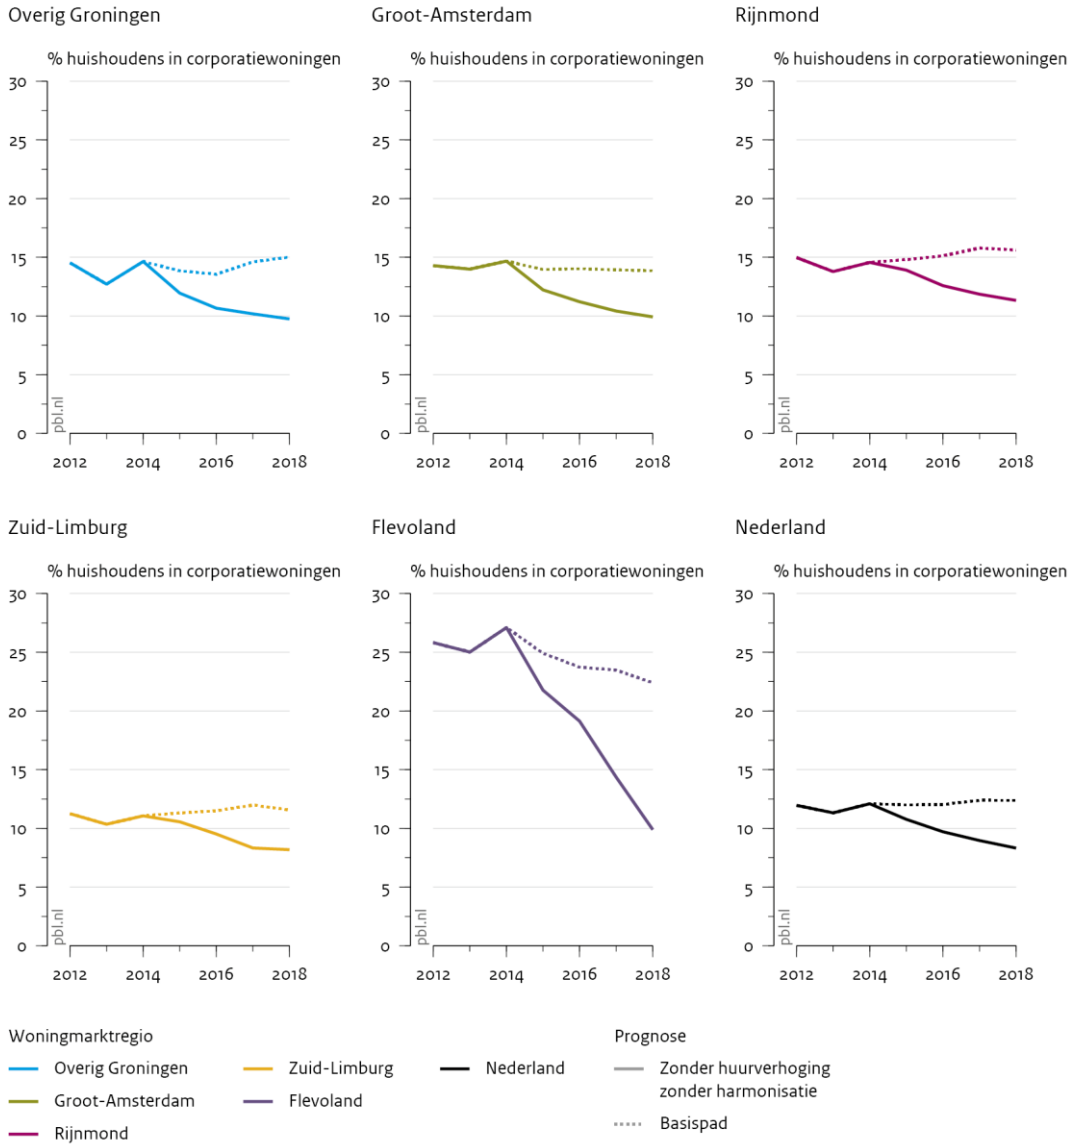 Overig Groningen
% huishoudens in corporatiewoningen
30
25
20
15
10
5
0
pbl.nl
2012 2014 2016 2018
Groot-Amsterdam
% huishoudens in corporatiewoningen
30
25
20
15
10
5
0
pbl.nl
2012 2014 2016 2018
Rijnmond
% huishoudens in corporatiewoningen
30
25
20
15
10
5
0
pbl.nl
2012 2014 2016 2018
Zuid-Limburg
% huishoudens in corporatiewoningen
30
25
20
15
10
5
0
pbl.nl
2012 2014 2016 2018
Flevoland
% huishoudens in corporatiewoningen
30
25
20
15
10
5
0
pbl.nl
2012 2014 2016 2018
Nederland
% huishoudens in corporatiewoningen
30
25
20
15
10
5
0
pbl.nl
2012 2014 2016 2018
Woningmarktregio
Overig Groningen
Groot-Amsterdam
Rijnmond
Zuid-Limburg
Flevoland
Nederland
Prognose
Zonder huurverhoging
zonder harmonisatie
Basispad